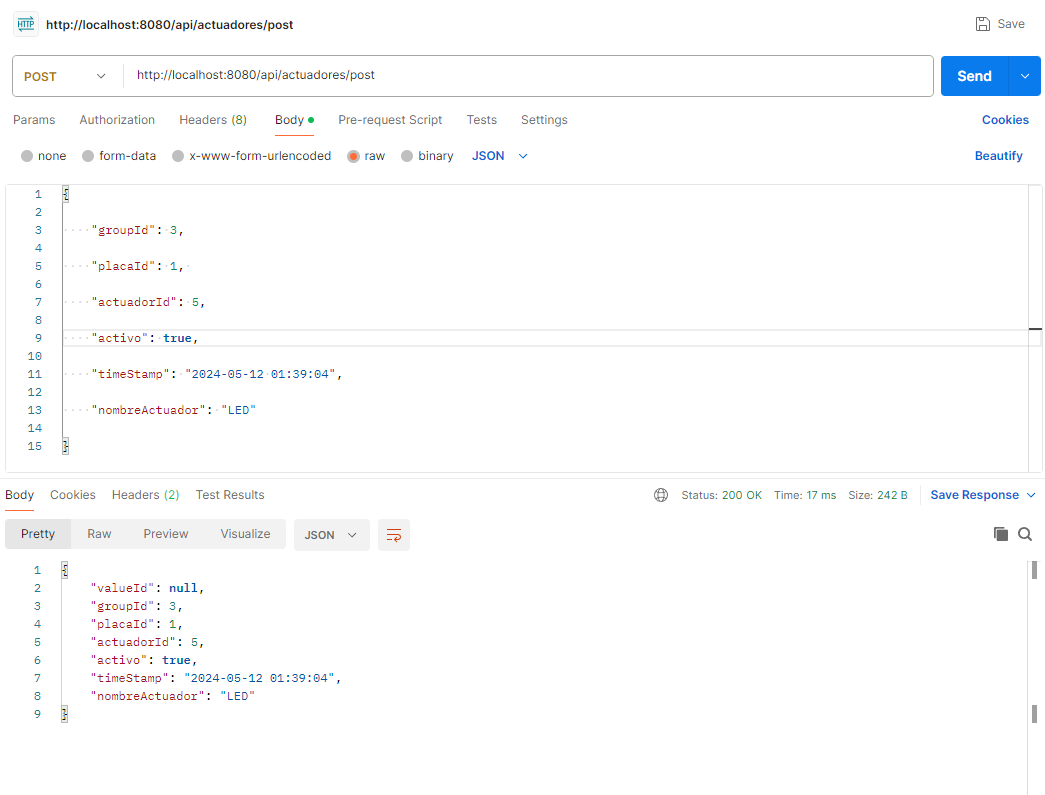 HTTP http://localhost:8080/api/actuadores/post Save
POST http://localhost:8080/api/actuadores/post Send
Params Authorization Headers (8) Body Pre-request Script Tests Settings Cookies
none form-data x-www-form-urlencoded raw binary JSON Beautify
1 {
2
3 "groupId": 3,
4
5 "placaId": 1,
6
7 "actuadorId": 5,
8
9 "activo": true,
10
11 "timeStamp": "2024-05-12 01:39:04",
12
13 "nombreActuador": "LED"
14
15 }
Body Cookies Headers (2) Test Results Status: 200 OK Time: 17 ms Size: 242 B Save Response
Pretty Raw Preview Visualize JSON
1 {
2 "valueId": null,
3 "groupId": 3,
4 "placaId": 1,
5 "actuadorId": 5,
6 "activo": true,
7 "timeStamp": "2024-05-12 01:39:04",
8 "nombreActuador": "LED"
9 }